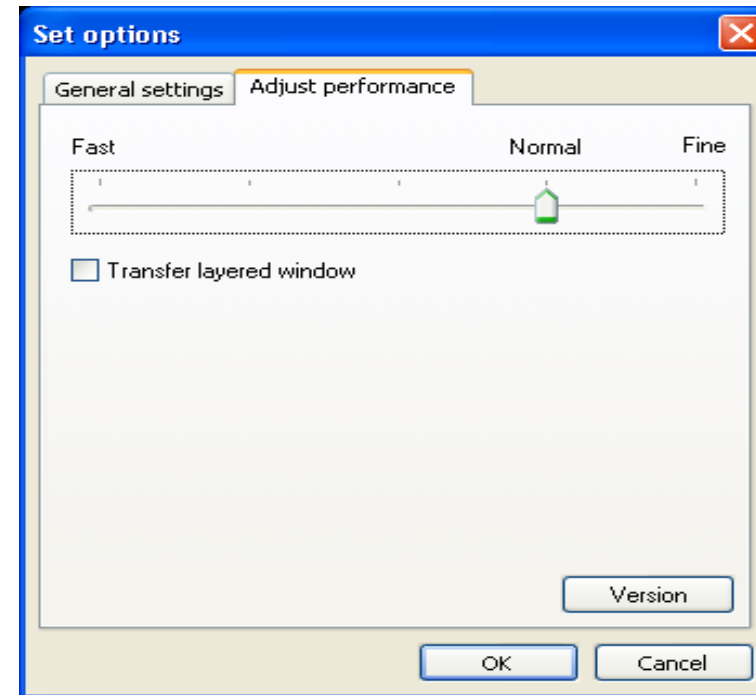 Set options
General settings Adjust performance
Fast Normal Fine
Transfer layered window
Version
OK Cancel